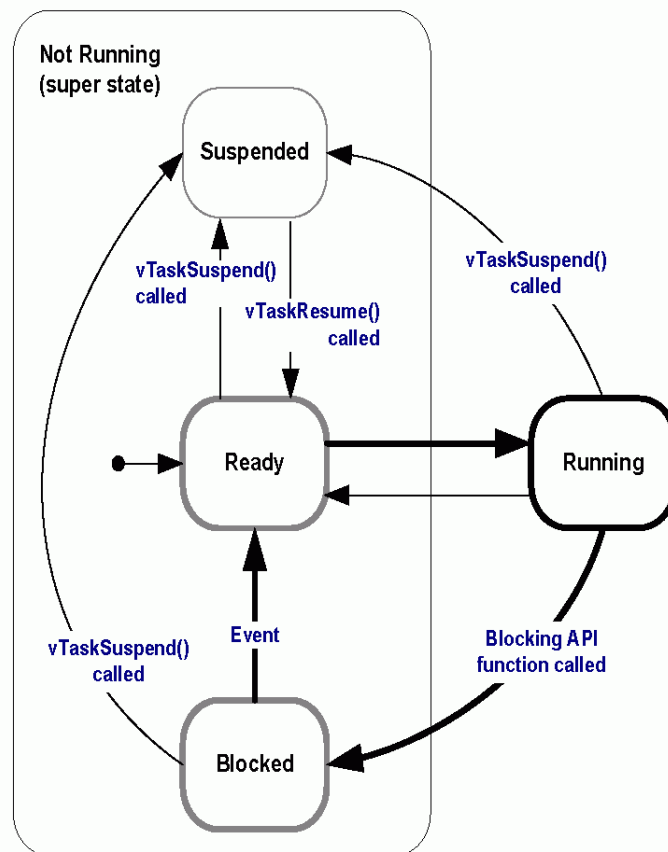 Not Running
(super state)
Suspended
vTaskSuspend()
called
vTaskResume()
called
vTaskSuspend()
called
Ready
Running
Event
vTaskSuspend()
called
Blocking API
function called
Blocked